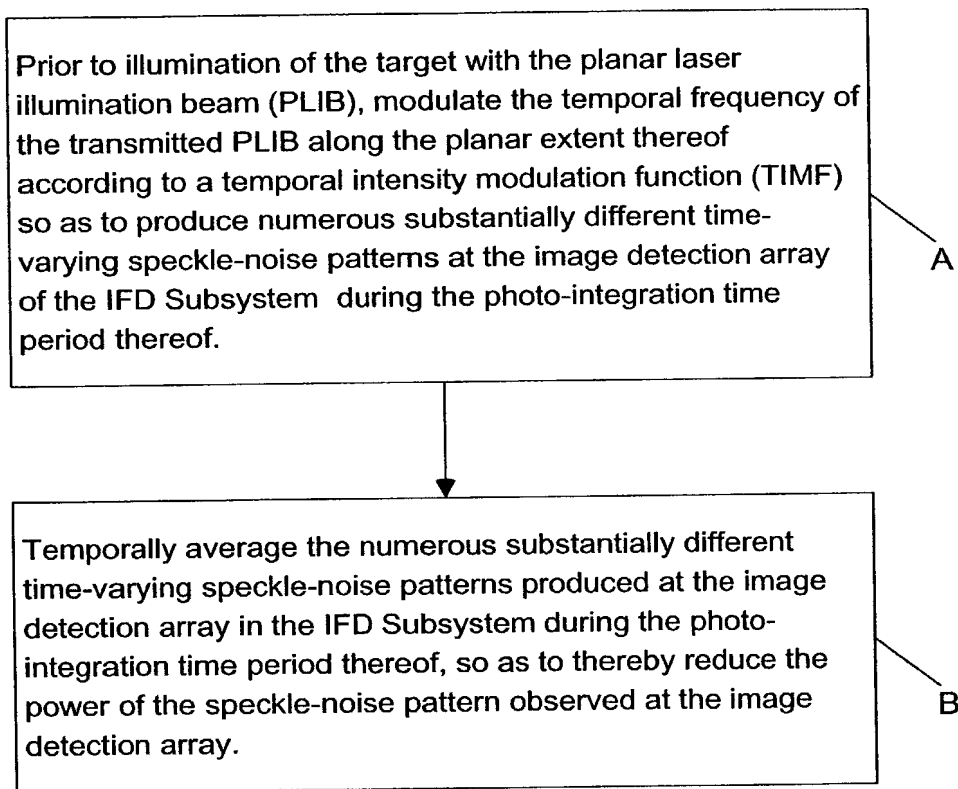 Prior to illumination of the target with the planar laser
illumination beam (PLIB), modulate the temporal frequency of
the transmitted PLIB along the planar extent thereof
according to a temporal intensity modulation function (TIMF)
so as to produce numerous substantially different time-
varying speckle-noise patterns at the image detection array
of the IFD Subsystem during the photo-integration time
period thereof.
A
Temporally average the numerous substantially different
time-varying speckle-noise patterns produced at the image
detection array in the IFD Subsystem during the photo-
integration time period thereof, so as to thereby reduce the
power of the speckle-noise pattern observed at the image
detection array.
B